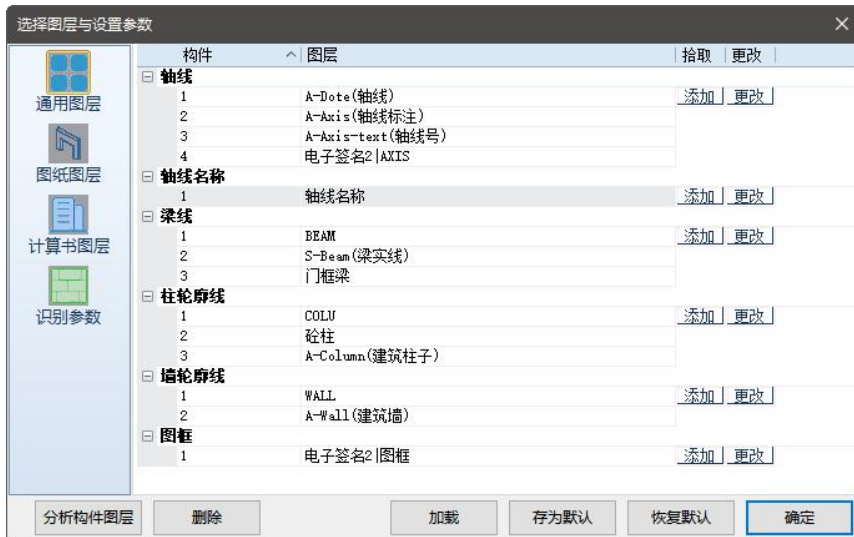 选择图层与设置参数
通用图层
图纸图层
计算书图层
识别参数
构件 图层 拾取 更改
轴线
1 A-Dote(轴线) 添加 更改
2 A-Axis(轴线标注)
3 A-Axis-text(轴线号)
4 电子签名2|AXIS
轴线名称
1 轴线名称 添加 更改
梁线
1 BEAM 添加 更改
2 S-Beam(梁实线)
3 门框梁
柱轮廓线
1 COLU 添加 更改
2 砼柱
3 A-Column(建筑柱子)
墙轮廓线
1 WALL 添加 更改
2 A-Wall(建筑墙)
图框
1 电子签名2|图框 添加 更改
分析构件图层 删除 加载 存为默认 恢复默认 确定